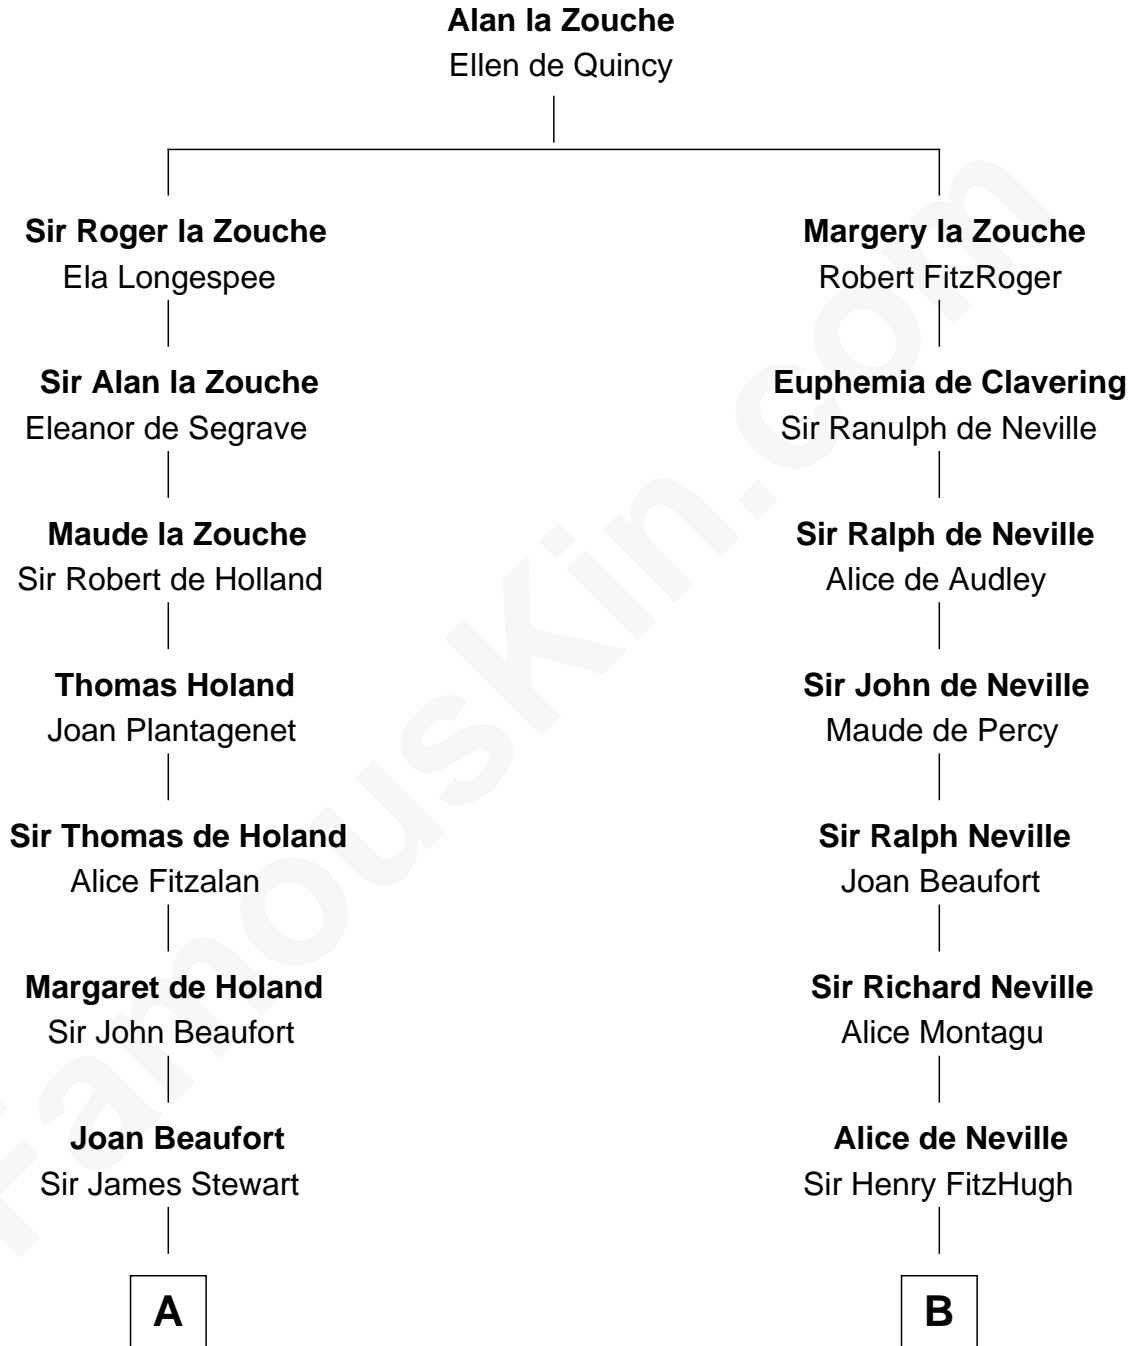 Alan la Zouche
Ellen de Quincy
Sir Roger la Zouche
Ela Longespee
Margery la Zouche
Robert FitzRoger
Sir Alan la Zouche
Eleanor de Segrave
Euphemia de Clavering
Sir Ranulph de Neville
Maude la Zouche
Sir Robert de Holland
Sir Ralph de Neville
Alice de Audley
Thomas Holand
Joan Plantagenet
Sir John de Neville
Maude de Percy
Sir Thomas de Holand
Alice Fitzalan
Sir Ralph Neville
Joan Beaufort
Margaret de Holand
Sir John Beaufort
Sir Richard Neville
Alice Montagu
Joan Beaufort
Sir James Stewart
Alice de Neville
Sir Henry FitzHugh
A
B
FamousKin.com